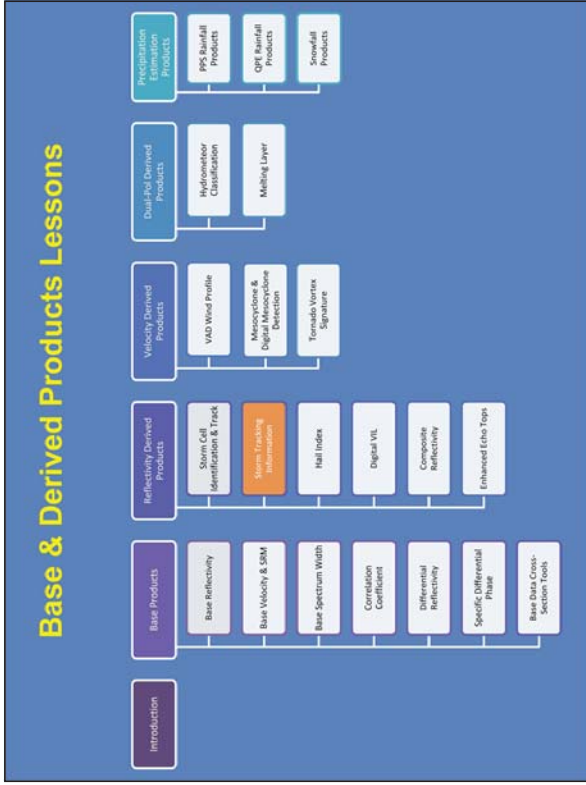 Base & Derived Products Lessons
Introduction
Base Products
Base Reflectivity
Base Velocity & SRM
Base Spectrum Width
Correlation
Coefficient
Differential
Reflectivity
Specific Differential
Phase
Base Data Cross-
Section Tools
Reflectivity Derived
Products
Storm Cell
Identification & Track
Storm Tracking
Information
Hail Index
Digital VIL
Composite
Reflectivity
Enhanced Echo Tops
Velocity Derived
Products
VAD Wind Profile
Mesocyclone &
Digital Mesocyclone
Detection
Tornado Vortex
Signature
Dual-Pol Derived
Products
Hydrometeor
Classification
Melting Layer
Precipitation
Estimation
Products
PPS Rainfall
Products
QPE Rainfall
Products
Snowfall
Products